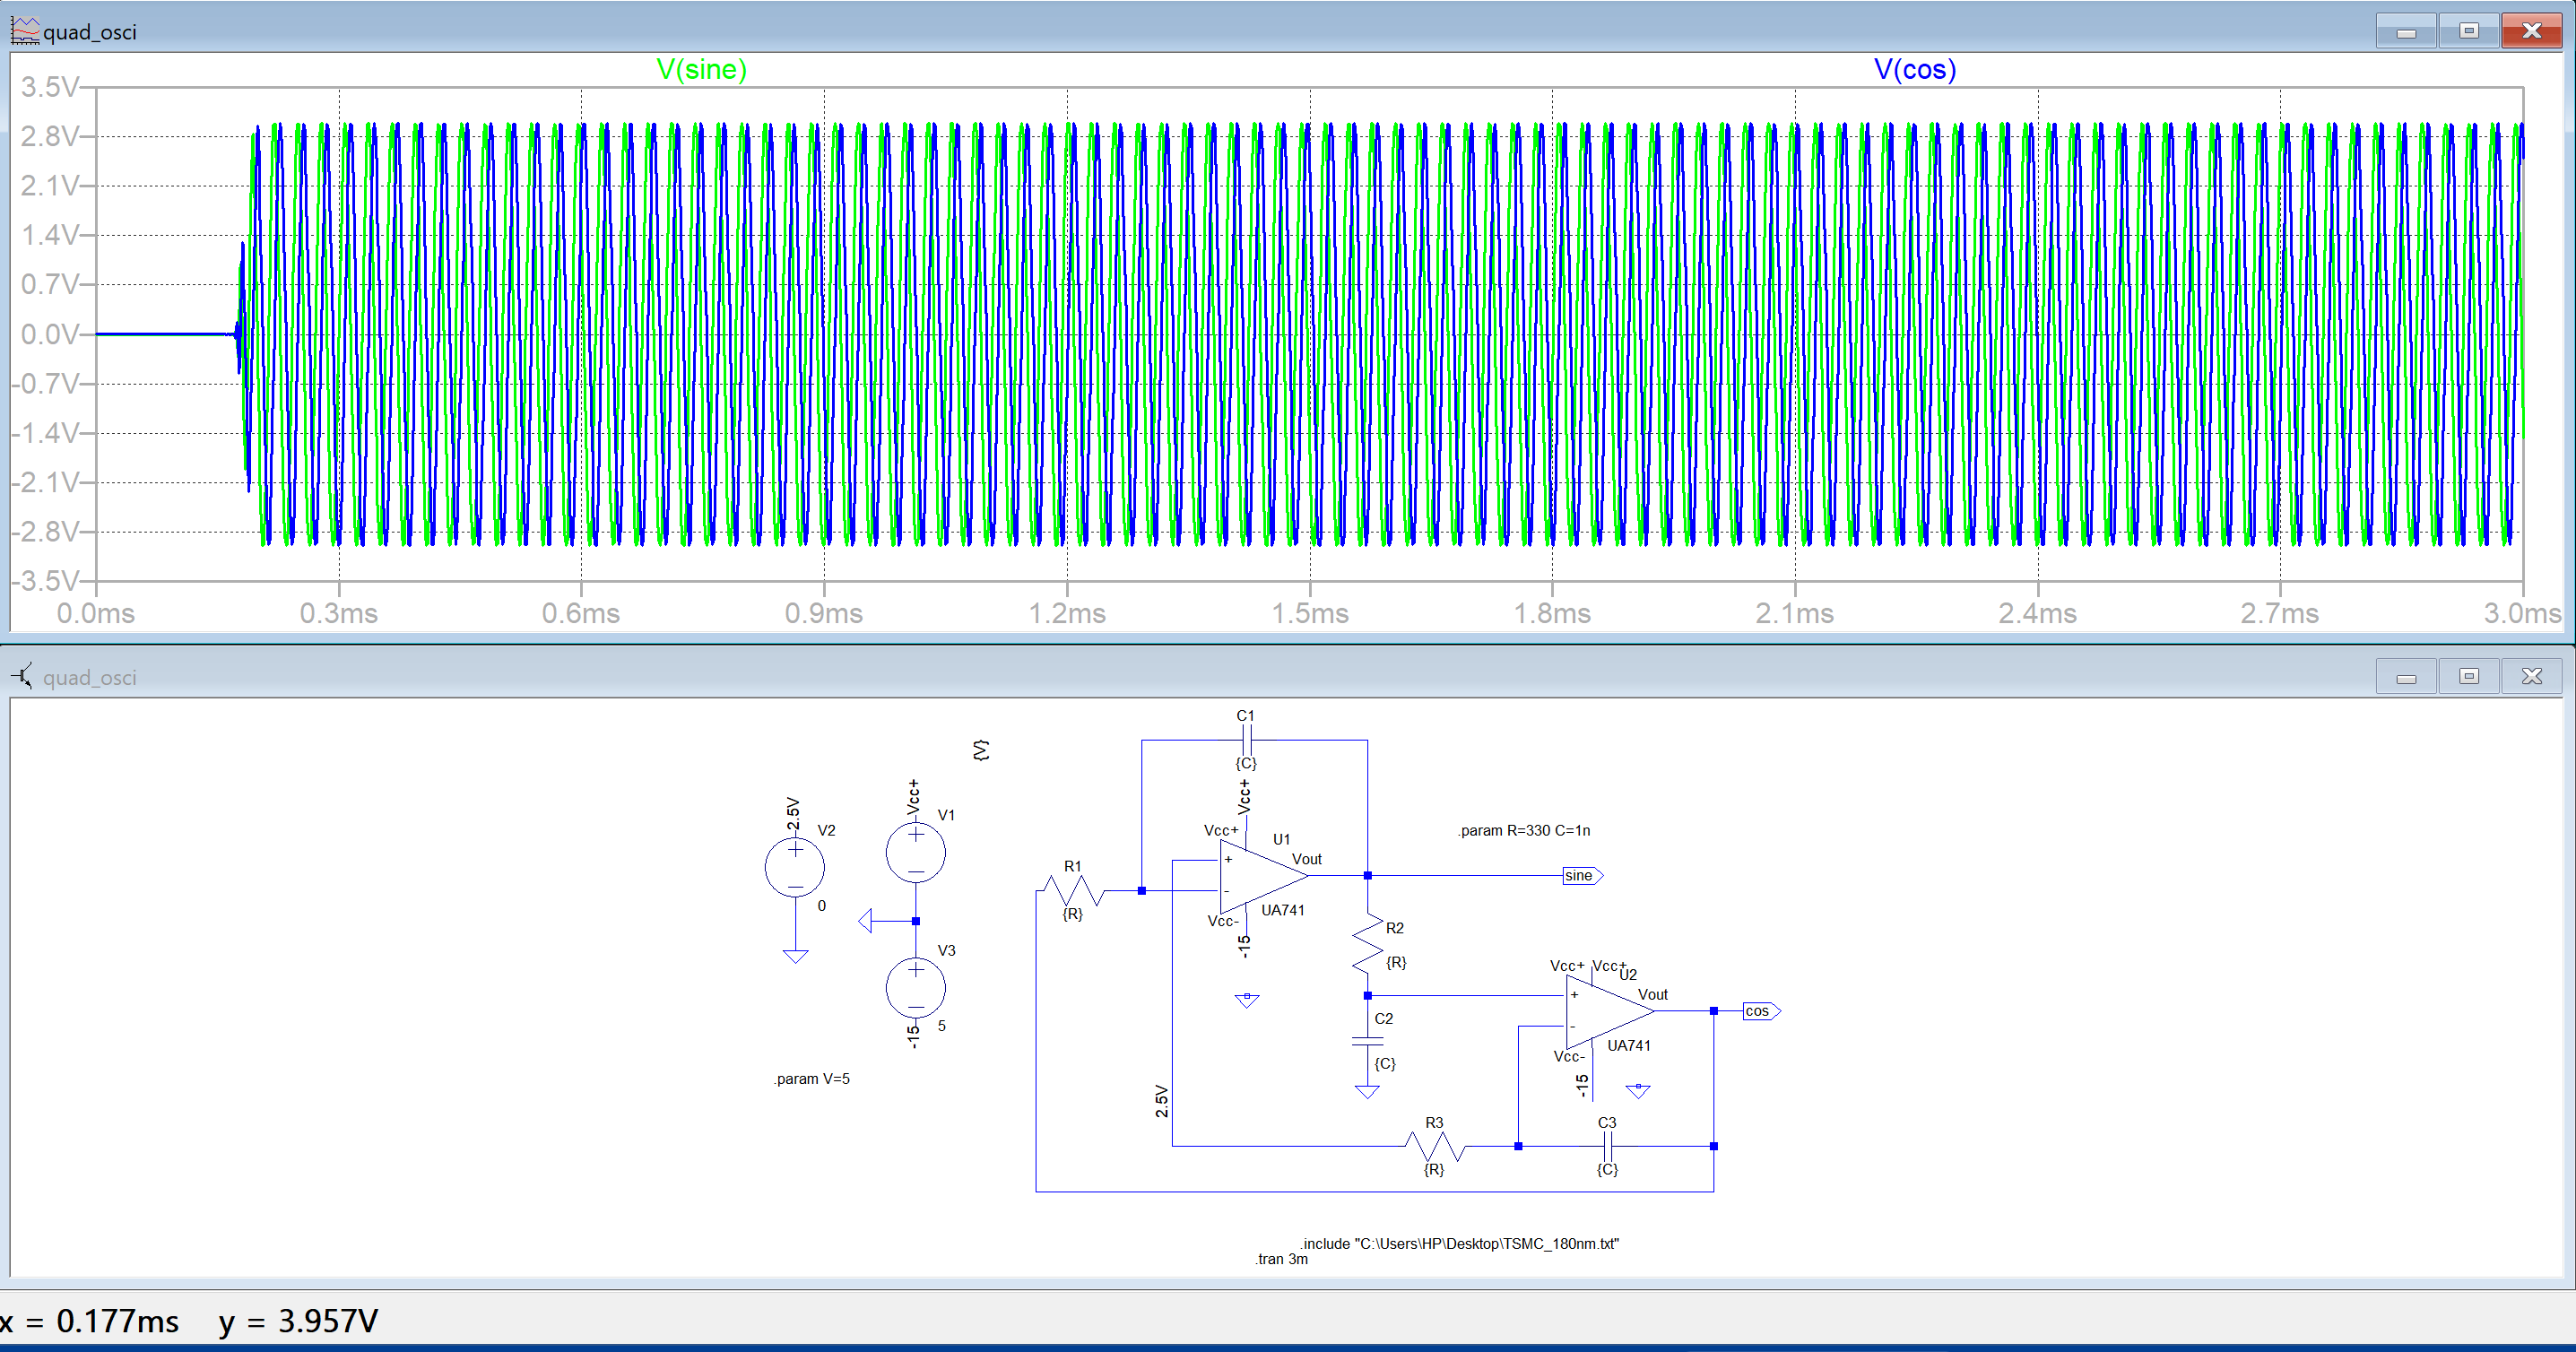 quad_osci
V(sine)
V(cos)
3.5V
2.8V
2.1V
1.4V
0.7V
0.0V
-0.7V
-1.4V
-2.1V
-2.8V
-3.5V
0.0ms
0.3ms
0.6ms
0.9ms
1.2ms
1.5ms
1.8ms
2.1ms
2.4ms
2.7ms
3.0ms
quad_osci
C1
{C}
{V}
Vcc+
V1
2.5V
V2
0
V3
5
-15
.param V=5
R1
{R}
Vcc+
Vcc+
U1
Vout
+
-
Vcc-
UA741
-15
.param R=330 C=1n
sine
R2
{R}
C2
{C}
Vcc+
Vcc+
U2
Vout
+
-
Vcc-
UA741
-15
cos
2.5V
R3
{R}
C3
{C}
.include "C:\Users\HP\Desktop\TSMC_180nm.txt"
.tran 3m
x = 0.177ms y = 3.957V